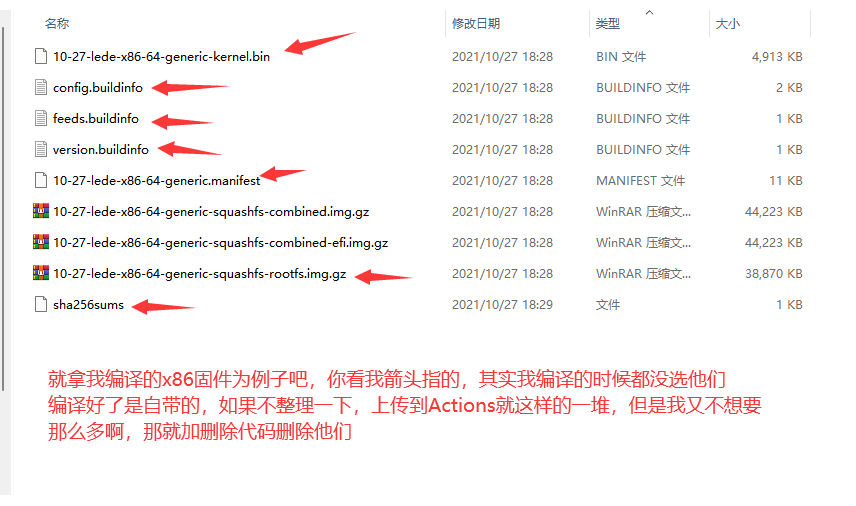 名称 修改日期 类型 大小
10-27-lede-x86-64-generic-kernel.bin 2021/10/27 18:28 BIN 文件 4,913 KB
config.buildinfo 2021/10/27 18:28 BUILDINFO 文件 2 KB
feeds.buildinfo 2021/10/27 18:28 BUILDINFO 文件 1 KB
version.buildinfo 2021/10/27 18:28 BUILDINFO 文件 1 KB
10-27-lede-x86-64-generic.manifest 2021/10/27 18:28 MANIFEST 文件 11 KB
10-27-lede-x86-64-generic-squashfs-combined.img.gz 2021/10/27 18:28 WinRAR 压缩文... 44,223 KB
10-27-lede-x86-64-generic-squashfs-combined-efi.img.gz 2021/10/27 18:28 WinRAR 压缩文... 44,223 KB
10-27-lede-x86-64-generic-squashfs-rootfs.img.gz 2021/10/27 18:28 WinRAR 压缩文... 38,870 KB
sha256sums 2021/10/27 18:29 文件 1 KB
就拿我编译的x86固件为例子吧，你看我箭头指的，其实我编译的时候都没选他们
编译好了是自带的，如果不整理一下，上传到Actions就这样的一堆，但是我又不想要
那么多啊，那就加删除代码删除他们